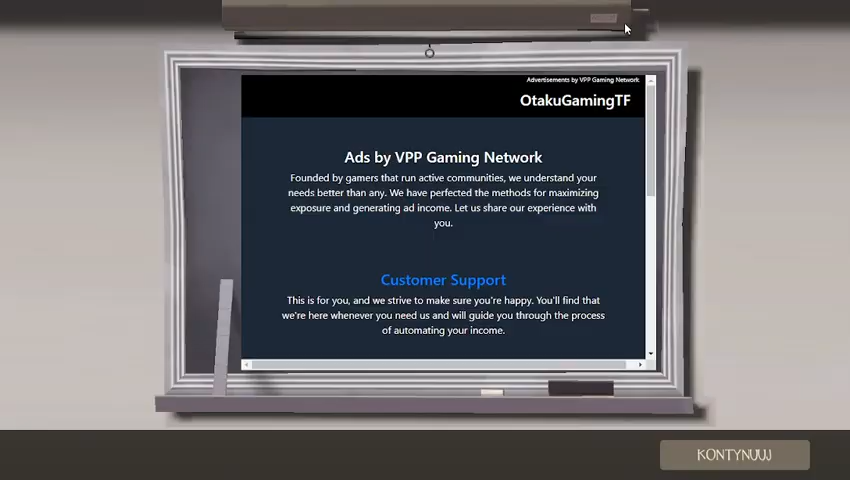 Advertisements by VPP Gaming Network
OtakuGamingTF
Ads by VPP Gaming Network
Founded by gamers that run active communities, we understand your
needs better than any. We have perfected the methods for maximizing
exposure and generating ad income. Let us share our experience with
you.
Customer Support
This is for you, and we strive to make sure you're happy. You'll find that
we're here whenever you need us and will guide you through the process
of automating your income.
KONTYNUUJ